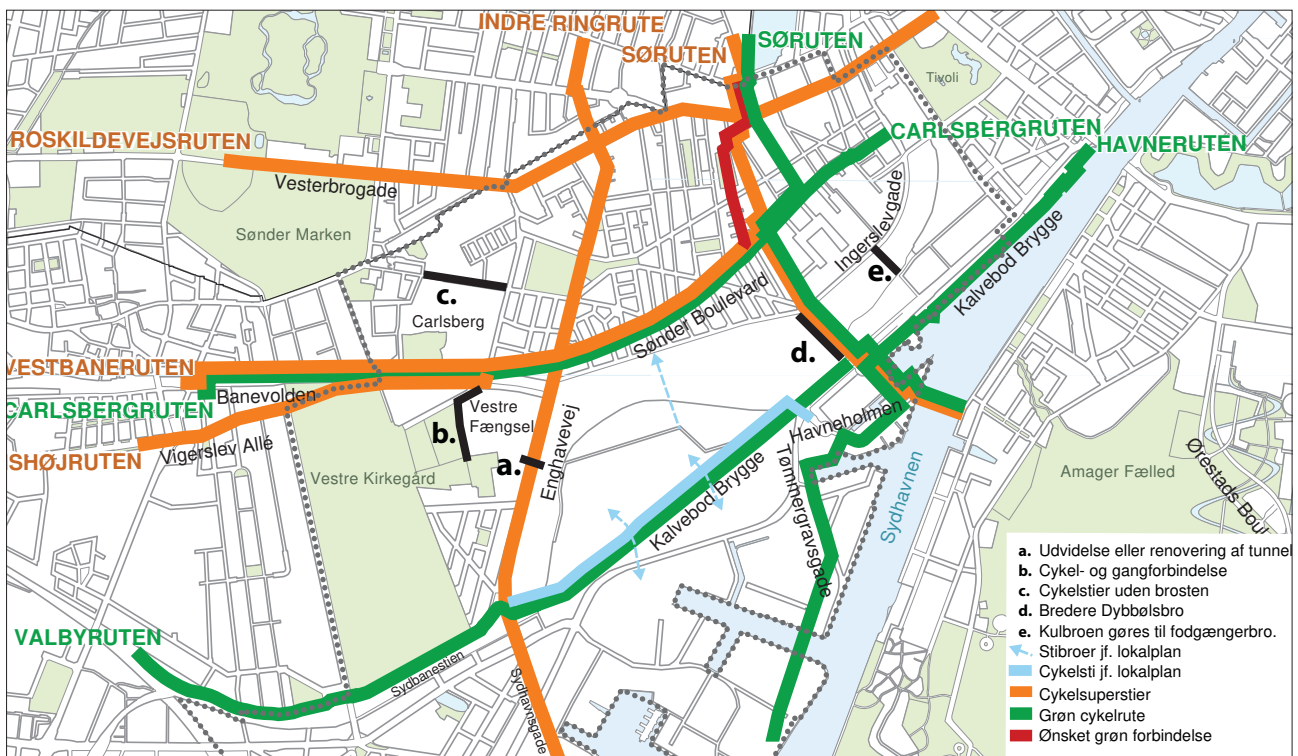 INDRE RINGRUTE
SØRUTEN
SØRUTEN
Tivoli
ROSKILDEVEJSRUTEN
CARLSBERGRUTEN
HAVNERUTEN
Vesterbrogade
Sønder Marken
Ingerslevgade
e.
Kalvebod Brygge
c.
Carlsberg
Sønder Boulevard
d.
VESTBANERUTEN
Banevolden
CARLSBERGRUTEN
Vestre
Fængsel
b.
Havneholmen
SHØJRUTEN
Vigerslev Allé
a.
Enghavevej
Vestre Kirkegård
Kalvebod Brygge
Tømmergravsgade
Sydhavnen
Amager Fælled
Ørestads Boul
VALBYRUTEN
Sydbanestien
Sydhavnsgade
a. Udvidelse eller renovering af tunnel
b. Cykel- og gangforbindelse
c. Cykelstier uden brosten
d. Bredere Dybbølsbro
e. Kulbroen gøres til fodgængerbro.
Stibroer jf. lokalplan
Cykelsti jf. lokalplan
Cykelsuperstier
Grøn cykelrute
Ønsket grøn forbindelse